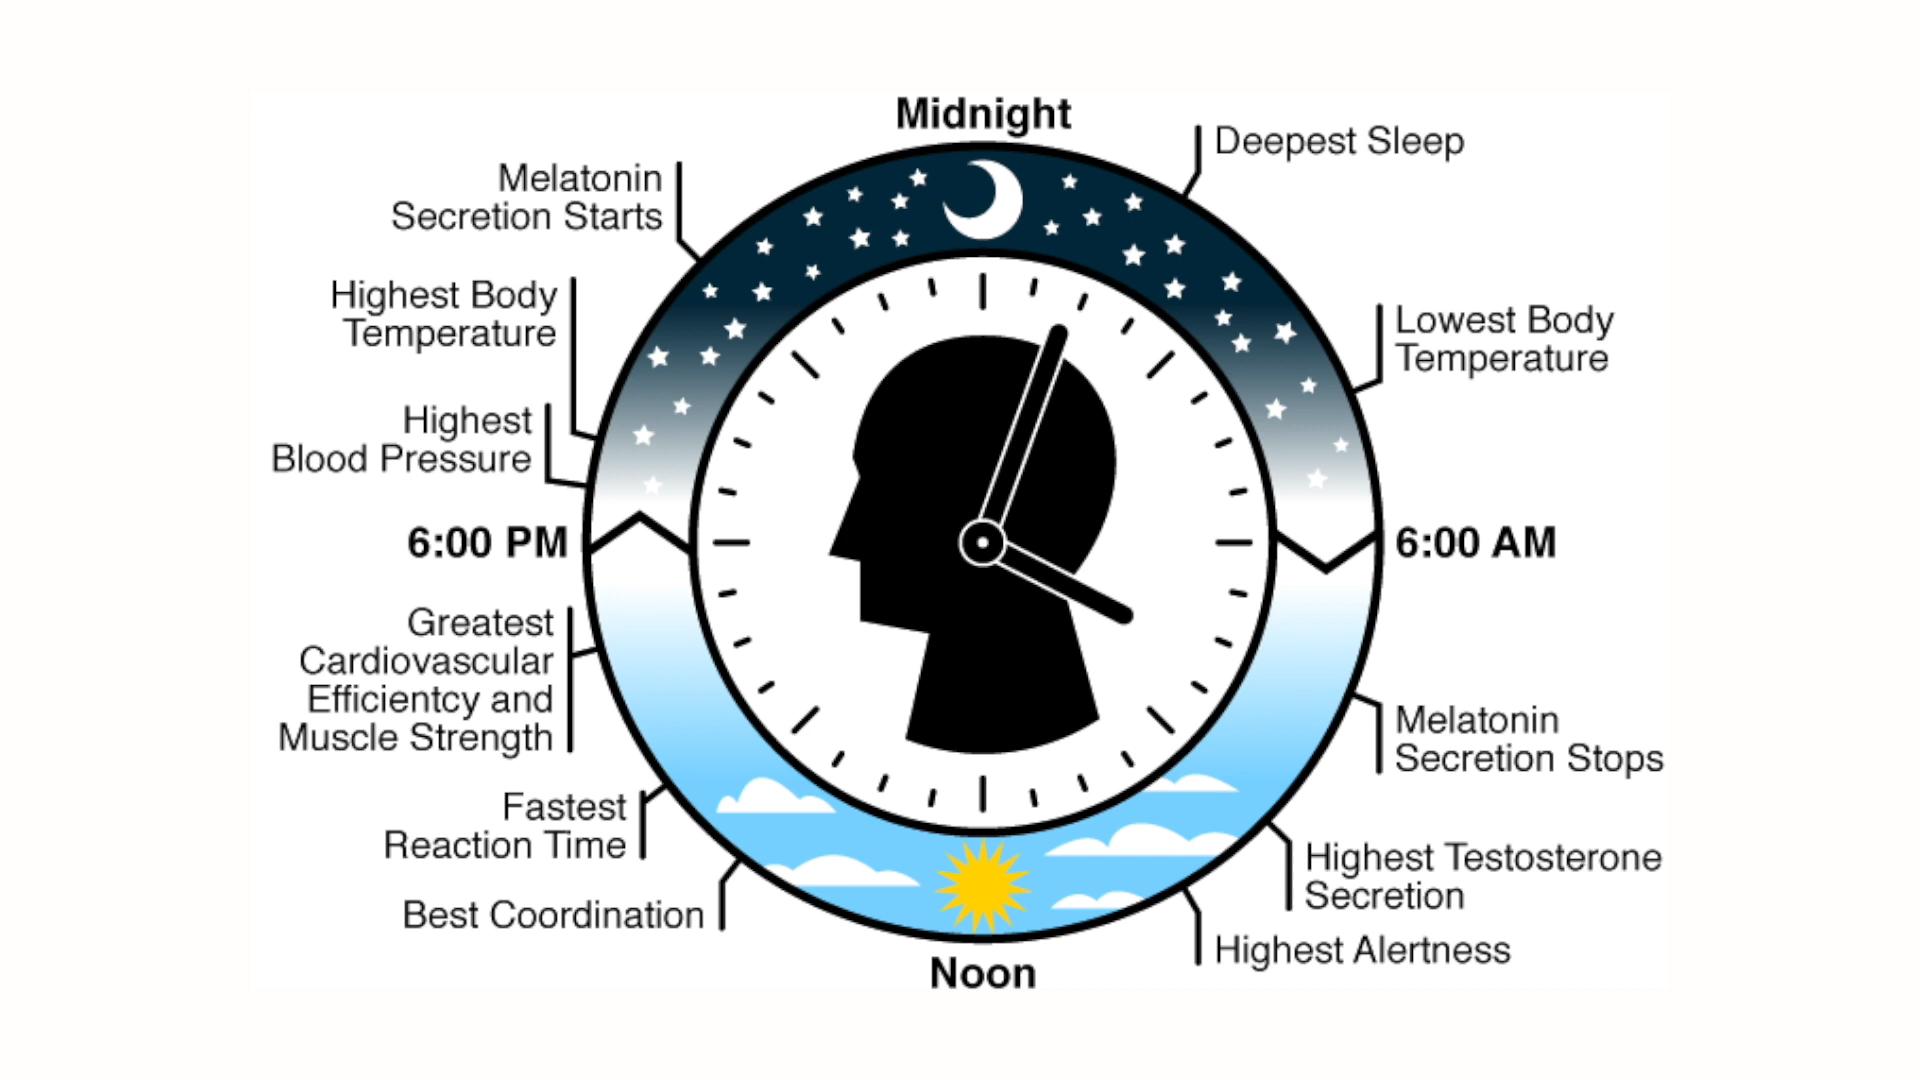 Midnight
Deepest Sleep
Lowest Body
Temperature
6:00 AM
Melatonin
Secretion Stops
Highest Testosterone
Secretion
Highest Alertness
Noon
Best Coordination
Fastest
Reaction Time
Greatest
Cardiovascular
Efficientcy and
Muscle Strength
6:00 PM
Highest
Blood Pressure
Highest Body
Temperature
Melatonin
Secretion Starts